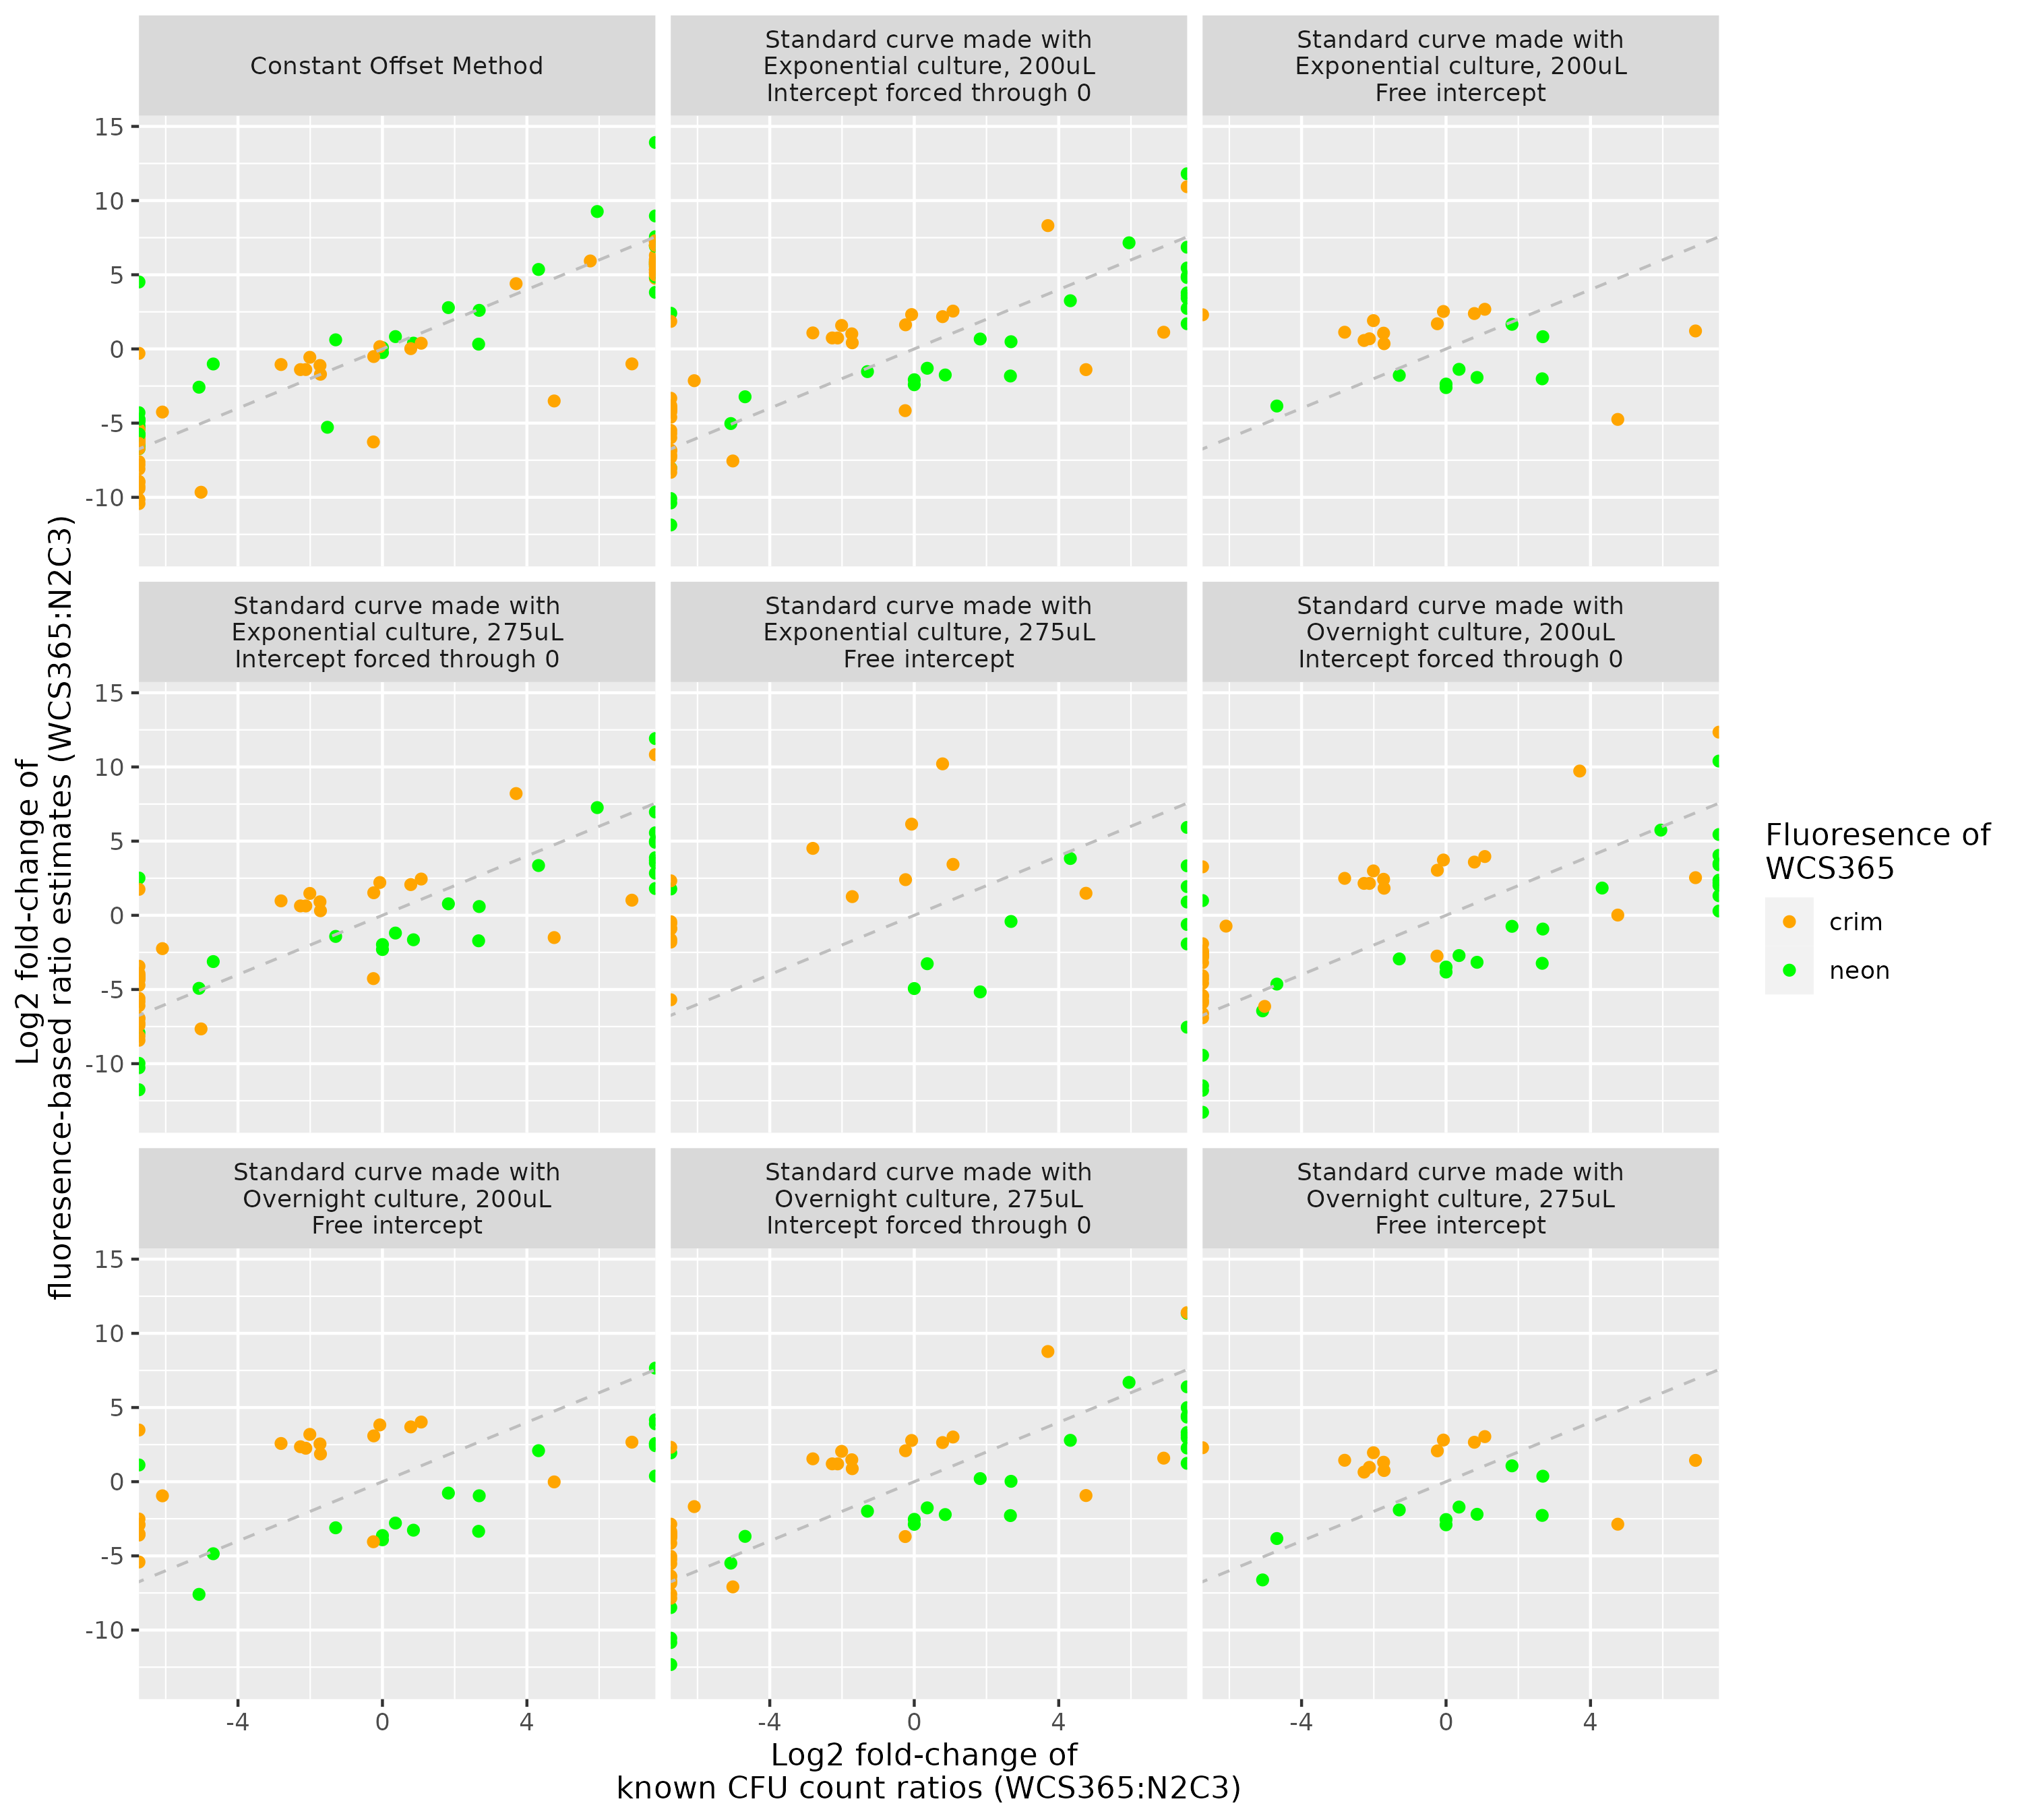 Constant Offset Method
Standard curve made with
Exponential culture, 200uL
Intercept forced through 0
Standard curve made with
Exponential culture, 200uL
Free intercept
15
10
5
0
-5
-10
Standard curve made with
Exponential culture, 275uL
Intercept forced through 0
Standard curve made with
Exponential culture, 275uL
Free intercept
Standard curve made with
Overnight culture, 200uL
Intercept forced through 0
15
10
5
0
-5
-10
Standard curve made with
Overnight culture, 200uL
Free intercept
Standard curve made with
Overnight culture, 275uL
Intercept forced through 0
Standard curve made with
Overnight culture, 275uL
Free intercept
15
10
5
0
-5
-10
-4 0 4
-4 0 4
-4 0 4
Log2 fold-change of
known CFU count ratios (WCS365:N2C3)
Log2 fold-change of
fluoresence-based ratio estimates (WCS365:N2C3)
Fluoresence of
WCS365
crim
neon